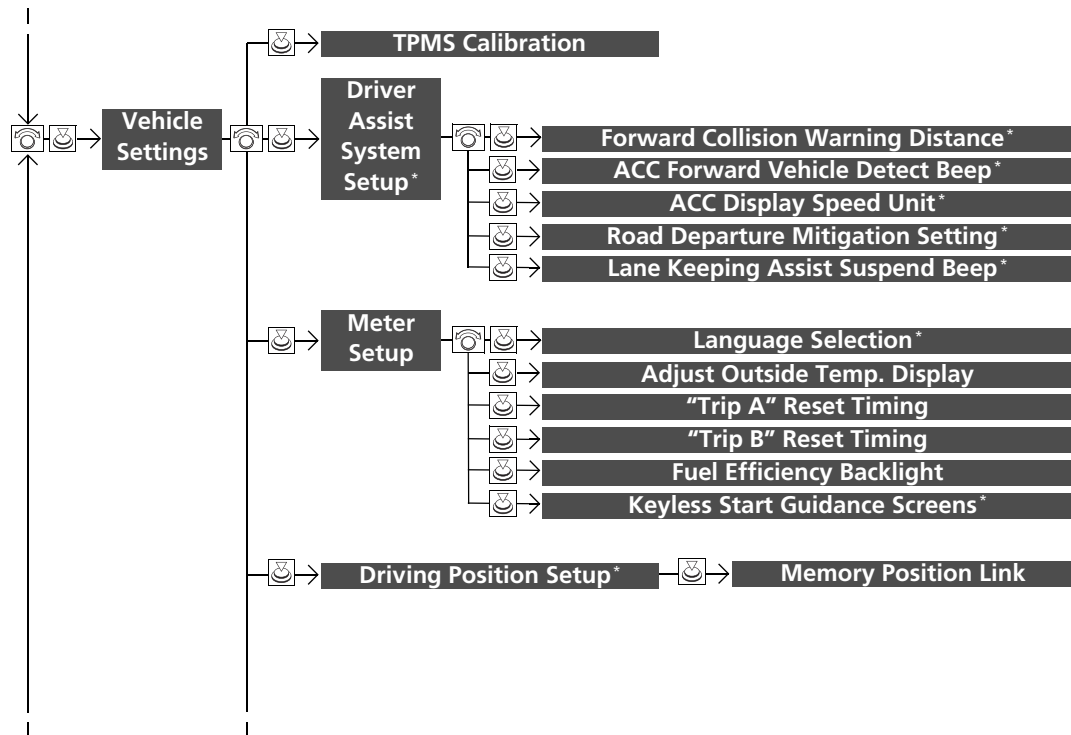 TPMS Calibration
Vehicle
Settings
Driver
Assist
System
Setup*
Forward Collision Warning Distance*
ACC Forward Vehicle Detect Beep*
ACC Display Speed Unit*
Road Departure Mitigation Setting*
Lane Keeping Assist Suspend Beep*
Meter
Setup
Language Selection*
Adjust Outside Temp. Display
“Trip A” Reset Timing
“Trip B” Reset Timing
Fuel Efficiency Backlight
Keyless Start Guidance Screens*
Driving Position Setup*
Memory Position Link